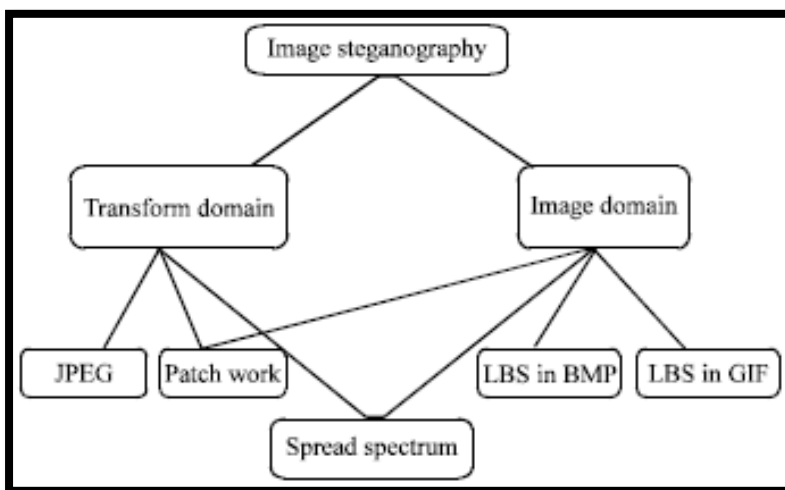 Image steganography
Transform domain
Image domain
JPEG
Patch work
LBS in BMP
LBS in GIF
Spread spectrum